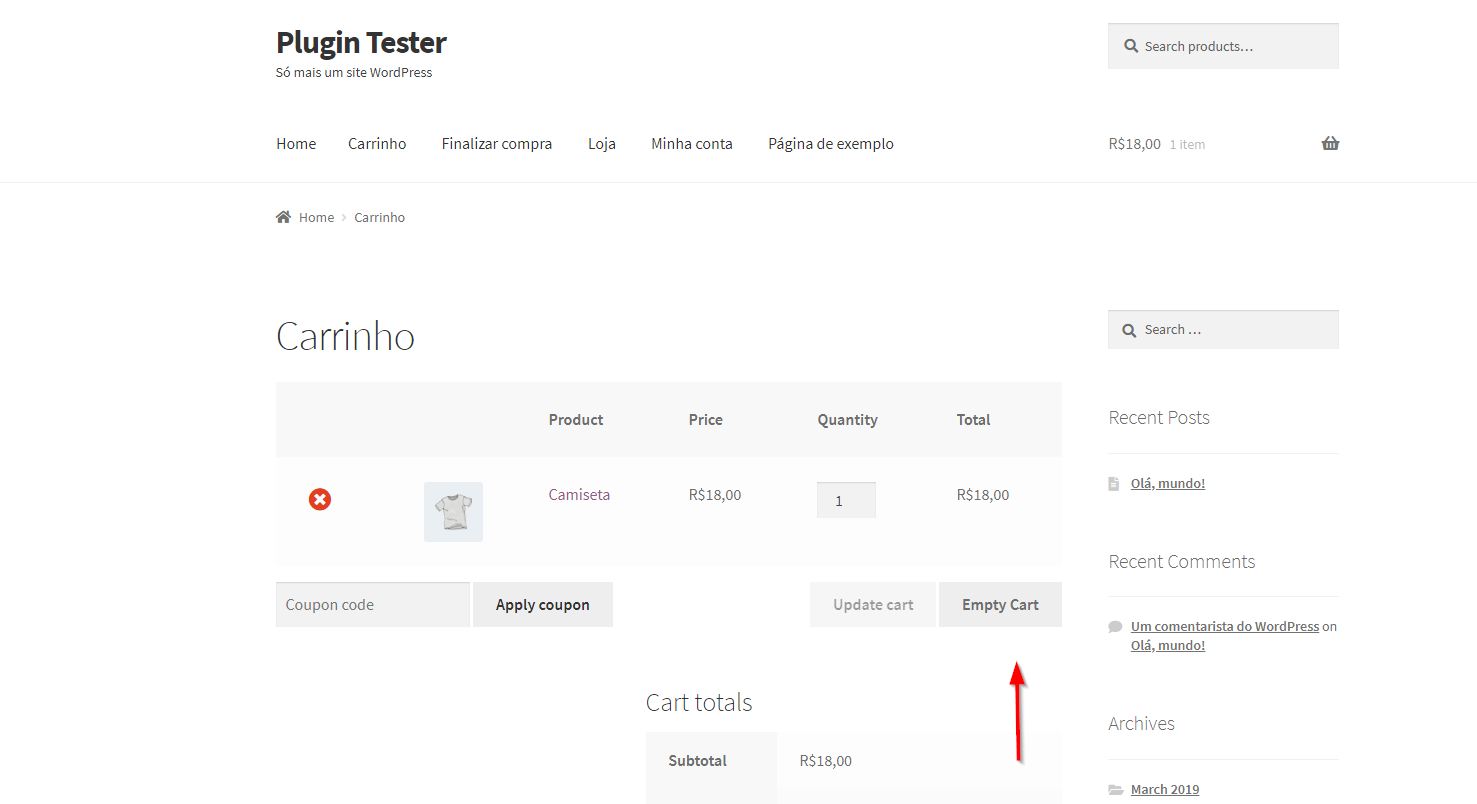 Plugin Tester
Só mais um site WordPress
Search products…
Home Carrinho Finalizar compra Loja Minha conta Página de exemplo
R$18,00 1 item
Home Carrinho
Carrinho
Product Price Quantity Total
Camiseta R$18,00 1 R$18,00
Coupon code Apply coupon Update cart Empty Cart
Cart totals
Subtotal R$18,00
Search …
Recent Posts
Olá, mundo!
Recent Comments
Um comentarista do WordPress on
Olá, mundo!
Archives
March 2019